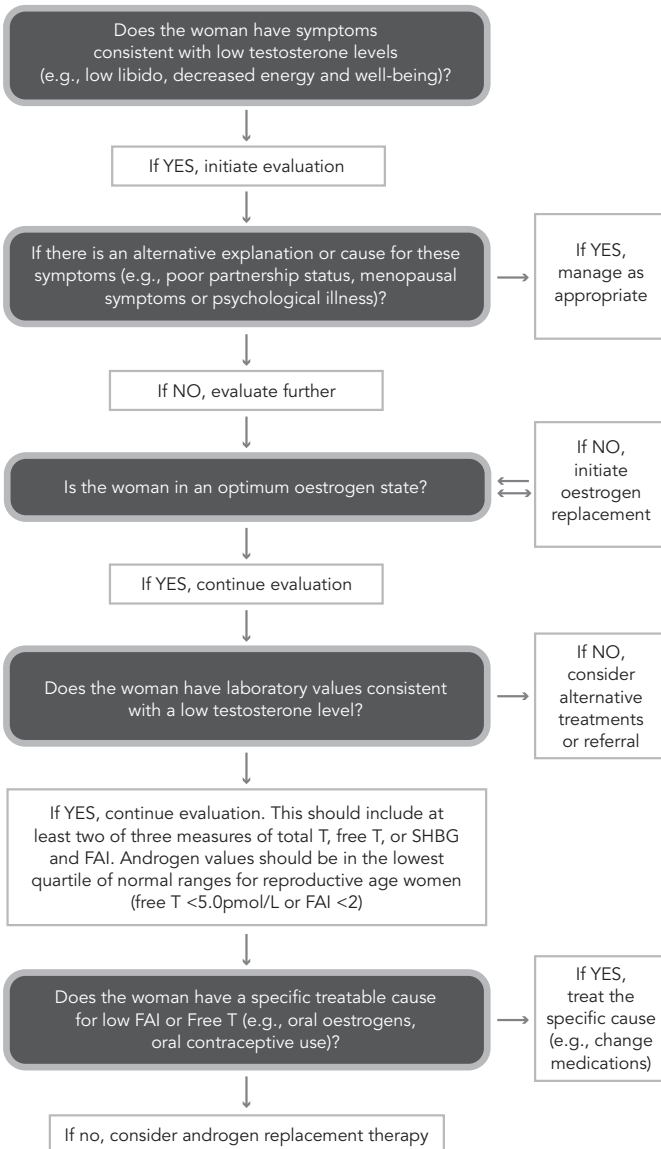 Does the woman have symptoms
consistent with low testosterone levels
(e.g., low libido, decreased energy and well-being)?
If YES, initiate evaluation
If there is an alternative explanation or cause for these
symptoms (e.g., poor partnership status, menopausal
symptoms or psychological illness)?
If YES,
manage as
appropriate
If NO, evaluate further
Is the woman in an optimum oestrogen state?
If NO,
initiate
oestrogen
replacement
If YES, continue evaluation
Does the woman have laboratory values consistent
with a low testosterone level?
If NO,
consider
alternative
treatments
or referral
If YES, continue evaluation. This should include at
least two of three measures of total T, free T, or SHBG
and FAI. Androgen values should be in the lowest
quartile of normal ranges for reproductive age women
(free T <5.0pmol/L or FAI <2)
Does the woman have a specific treatable cause
for low FAI or Free T (e.g., oral oestrogens,
oral contraceptive use)?
If YES,
treat the
specific cause
(e.g., change
medications)
If no, consider androgen replacement therapy